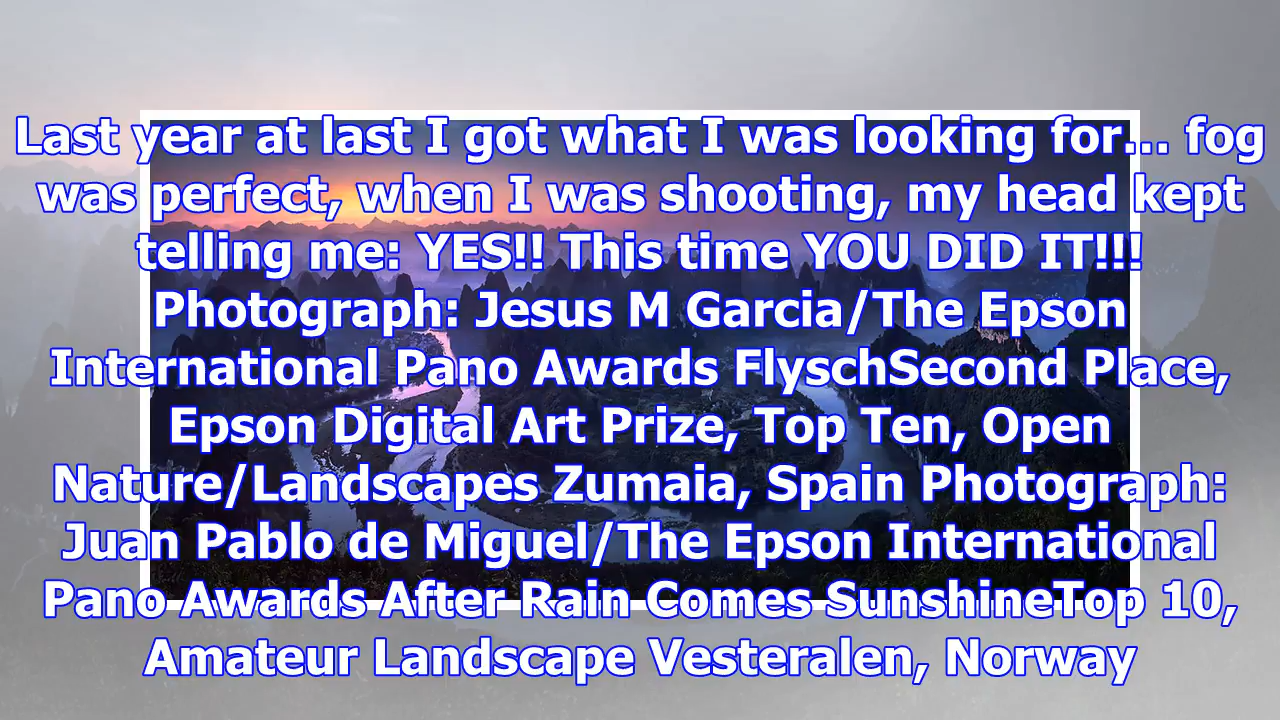 Last year at last I got what I was looking for... fog
was perfect, when I was shooting, my head kept
telling me: YES!! This time YOU DID IT!!!
Photograph: Jesus M Garcia/The Epson
International Pano Awards FlyschSecond Place,
Epson Digital Art Prize, Top Ten, Open
Nature/Landscapes Zumaia, Spain Photograph:
Juan Pablo de Miguel/The Epson International
Pano Awards After Rain Comes SunshineTop 10,
Amateur Landscape Vesteralen, Norway